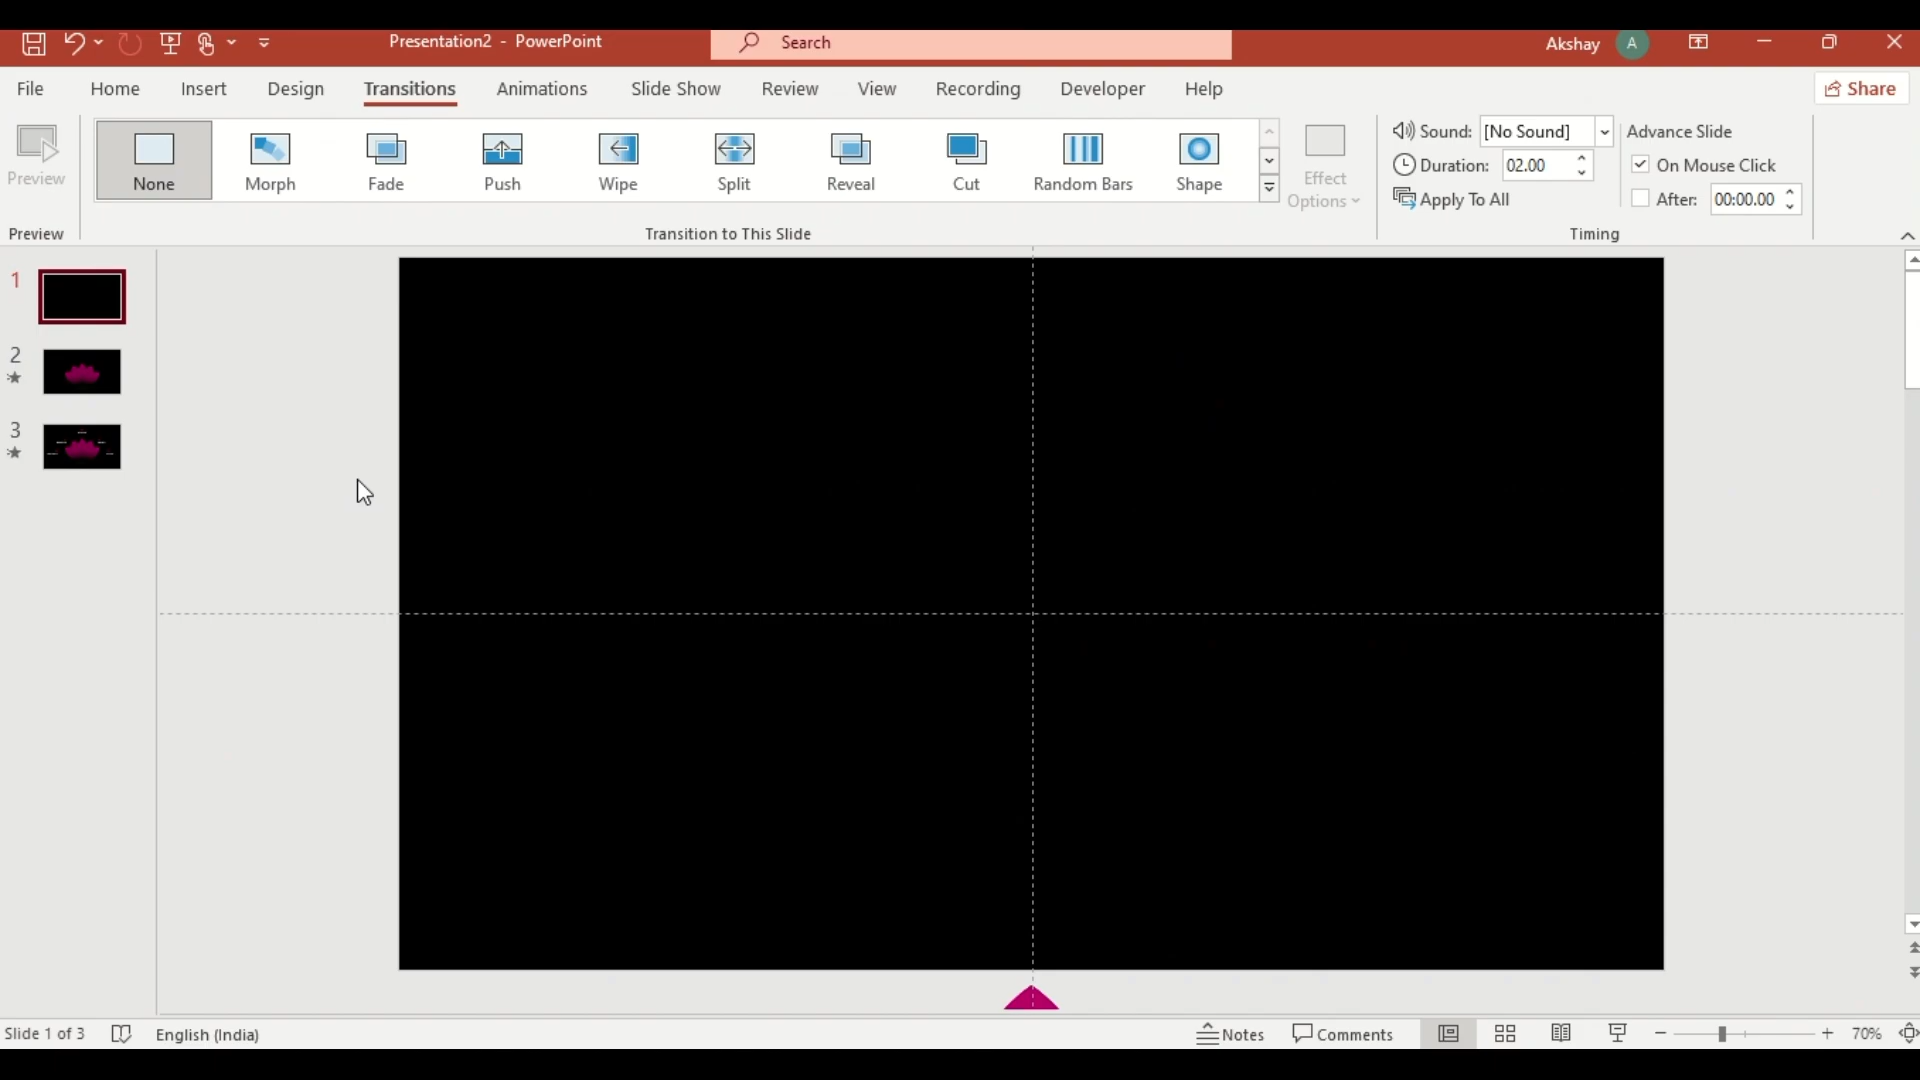 Presentation2 - PowerPoint
Search
Akshay
A
File Home Insert Design Transitions Animations Slide Show Review View Recording Developer Help
Share
Preview
None Morph Fade Push Wipe Split Reveal Cut Random Bars Shape
Effect
Options
Sound: [No Sound]
Duration: 02.00
Apply To All
Advance Slide
On Mouse Click
After: 00:00.00
Preview
Transition to This Slide
Timing
1
2
3
Slide 1 of 3 English (India)
Notes Comments 70%